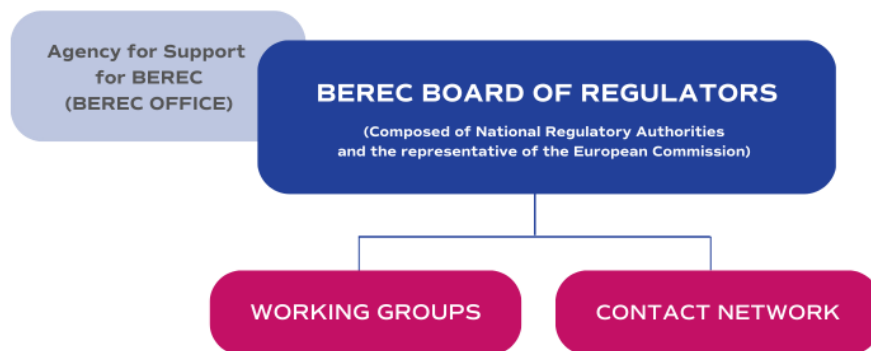 Agency for Support
for BEREC
(BEREC OFFICE)
BEREC BOARD OF REGULATORS
(Composed of National Regulatory Authorities
and the representative of the European Commission)
WORKING GROUPS
CONTACT NETWORK